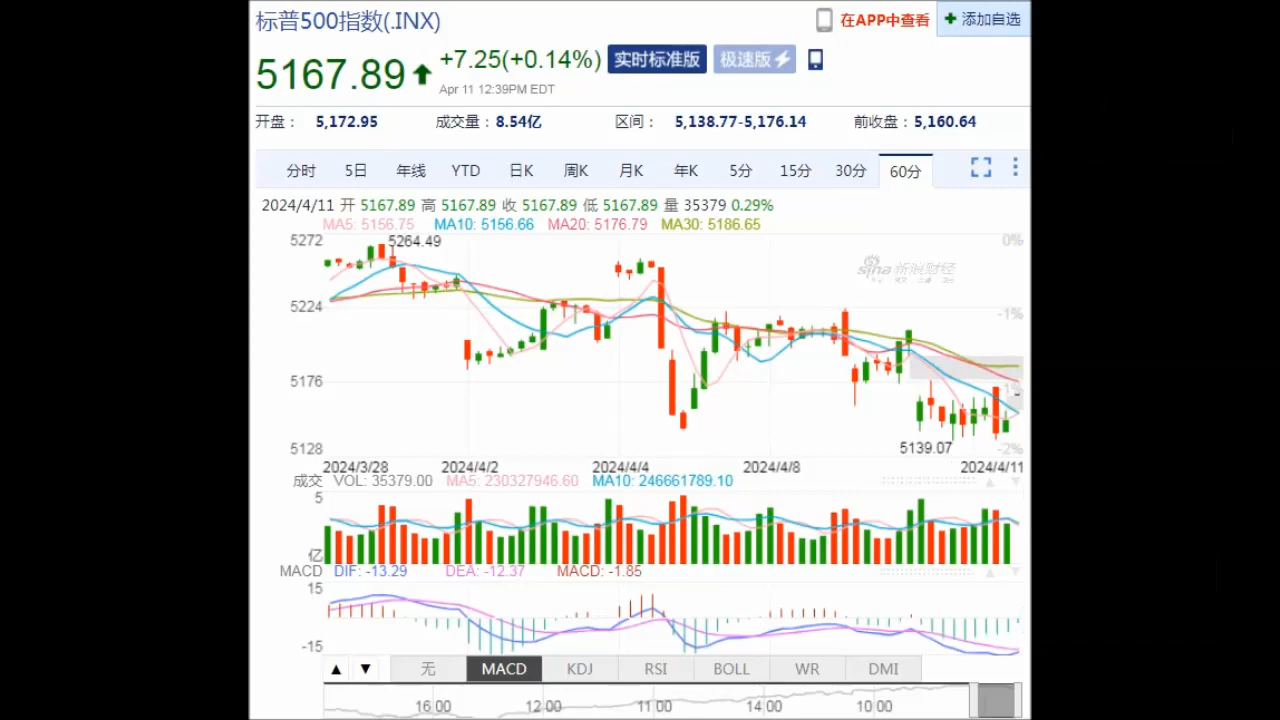 标普500指数(.INX)
在APP中查看
添加自选
5167.89
+7.25(+0.14%)
实时标准版
极速版
Apr 11 12:39PM EDT
开盘： 5,172.95
成交量：8.54亿
区间： 5,138.77-5,176.14
前收盘：5,160.64
分时 5日 年线 YTD 日K 周K 月K 年K 5分 15分 30分 60分
2024/4/11 开 5167.89 高 5167.89 收 5167.89 低 5167.89 量 35379 0.29%
MA5: 5156.75 MA10: 5156.66 MA20: 5176.79 MA30: 5186.65
5272 5264.49 0%
sina 新浪财经
5224 -1%
5176
5139.07
5128 -2%
2024/3/28 2024/4/2 2024/4/4 2024/4/8 2024/4/11
成交 VOL: 35379.00 MA5: 230327946.60 MA10: 246661789.10
5
亿
MACD DIF: -13.29 DEA: -12.37 MACD: -1.85
15
-15
无 MACD KDJ RSI BOLL WR DMI
16:00 12:00 11:00 14:00 10:00